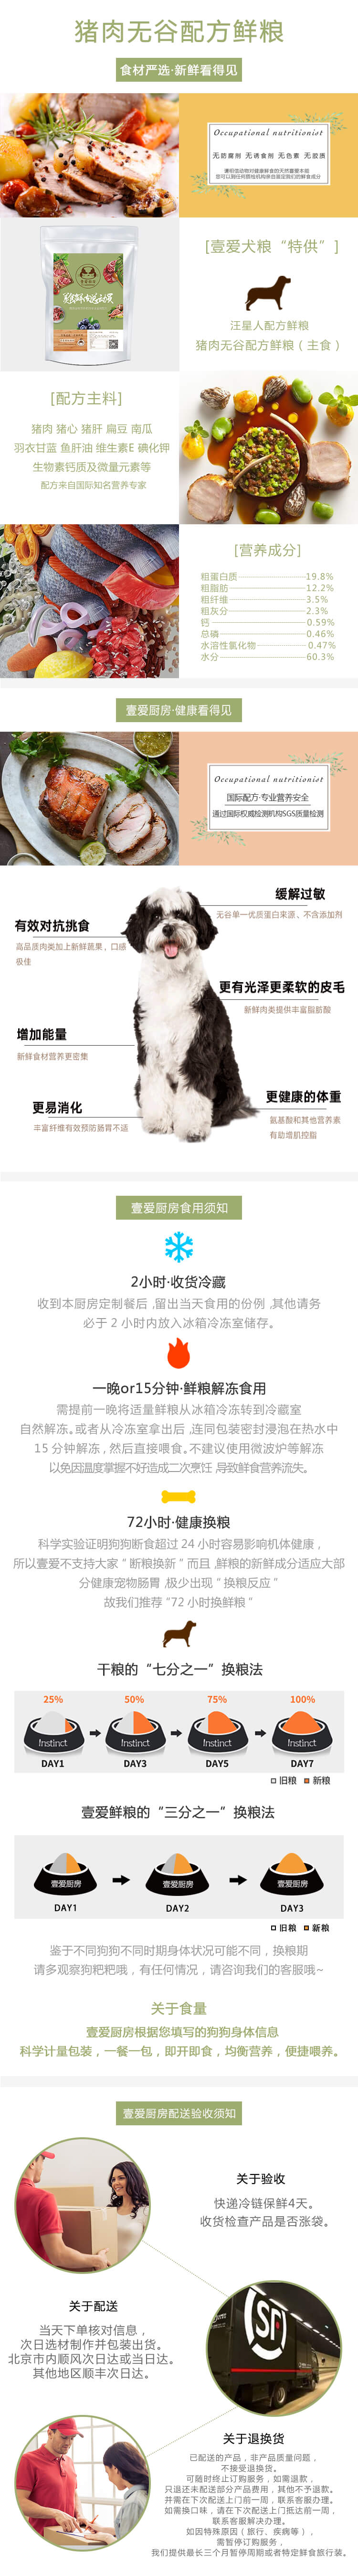 猪肉无谷配方鲜粮
食材严选·新鲜看得见
Occupational nutritionist
无防腐剂 无诱食剂 无色素 无胶质
[壹爱犬粮“特供”]
汪星人配方鲜粮
猪肉无谷配方鲜粮(主食)
[配方主料]
猪肉 猪心 猪肝 扁豆 南瓜
羽衣甘蓝 鱼肝油 维生素E 碘化钾
生物素钙质及微量元素等
配方来自国际知名营养专家
[营养成分]
粗蛋白质 19.8%
粗脂肪 12.2%
粗纤维 3.5%
粗灰分 2.3%
钙 0.59%
总磷 0.46%
水溶性氯化物 0.47%
水分 60.3%
壹爱厨房·健康看得见
Occupational nutritionist
国际配方·专业营养安全
通过国际权威检测机构SGS质量检测
缓解过敏
无谷单一优质蛋白来源、不含添加剂
有效对抗挑食
高品质肉类加上新鲜蔬果,口感
极佳
更有光泽更柔软的皮毛
新鲜肉类提供丰富脂肪酸
增加能量
新鲜食材营养更密集
更健康的体重
氨基酸和其他营养素
有助增肌控脂
更易消化
丰富纤维有效预防肠胃不适
壹爱厨房食用须知
2小时·收货冷藏
收到本厨房定制餐后,留出当天食用的份例,其他请务
必于 2 小时内放入冰箱冷冻室储存。
一晚or15分钟·鲜粮解冻食用
需提前一晚将适量鲜粮从冰箱冷冻转到冷藏室
自然解冻。或者从冷冻室拿出后,连同包装密封浸泡在热水中
15 分钟解冻,然后直接喂食。不建议使用微波炉等解冻
以免因温度掌握不好造成二次烹饪,导致鲜食营养流失。
72小时·健康换粮
科学实验证明狗狗断食超过 24 小时容易影响机体健康,
所以壹爱不支持大家“断粮换新”而且,鲜粮的新鲜成分适应大部
分健康宠物肠胃,极少出现“换粮反应”
故我们推荐“72 小时换鲜粮”
干粮的“七分之一”换粮法
25% 50% 75% 100%
Instinct Instinct Instinct Instinct
DAY1 DAY3 DAY5 DAY7
旧粮 新粮
壹爱鲜粮的“三分之一”换粮法
壹爱厨房 壹爱厨房 壹爱厨房
DAY1 DAY2 DAY3
旧粮 新粮
鉴于不同狗狗不同时期身体状况可能不同,换粮期
请多观察狗粑粑哦,有任何情况,请咨询我们的客服哦~
关于食量
壹爱厨房根据您填写的狗狗身体信息
科学计量包装,一餐一包,即开即食,均衡营养,便捷喂养。
壹爱厨房配送验收须知
关于验收
快递冷链保鲜4天。
收货检查产品是否涨袋。
关于配送
当天下单核对信息,
次日选材制作并包装出货。
北京市内顺风次日达或当日达。
其他地区顺丰次日达。
SF
关于退换货
已配送的产品,非产品质量问题,
不接受退换货。
可随时终止订购服务,如需退款,
只退还未配送部分产品费用,其他不予退款。
并需在下次配送上门前一周,联系客服办理。
如需换口味,请在下次配送上门抵达前一周,
联系客服解决办理。
如因特殊原因(旅行、疾病等),
需暂停订购服务,
我们提供最长三个月暂停周期或者特定鲜食旅行装。